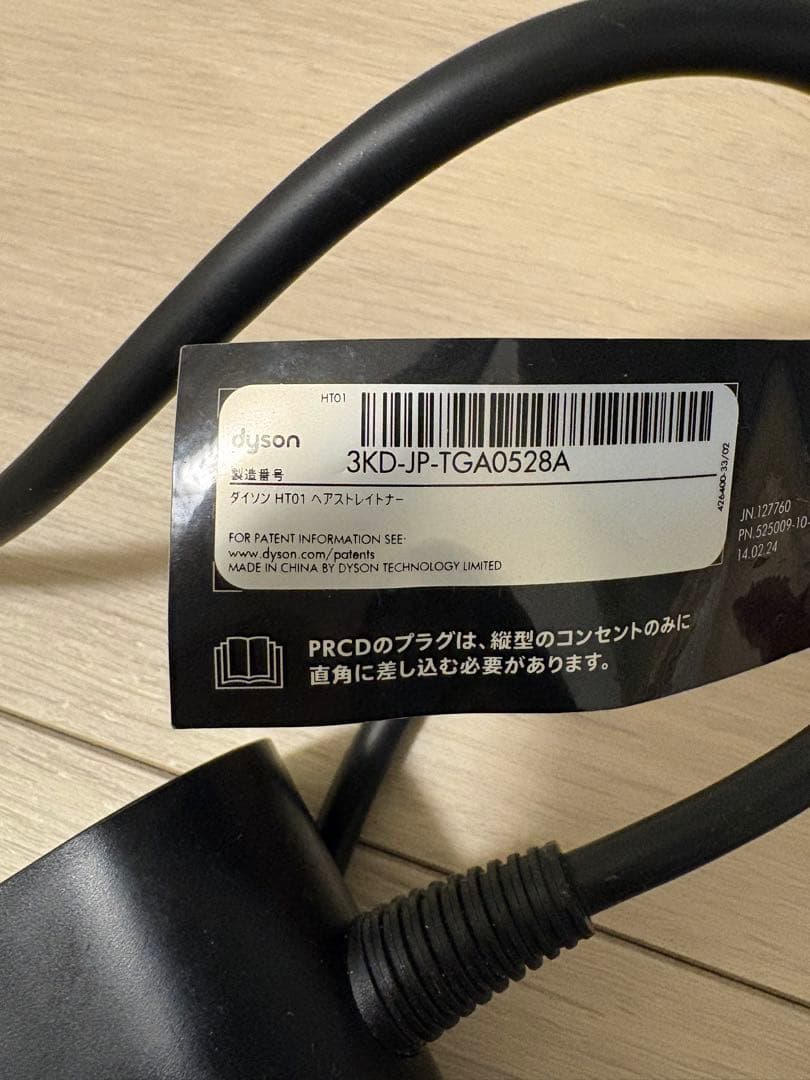 HT01
dyson
製造番号
3KD-JP-TGA0528A
ダイソン HT01 ヘアストレイトナー
FOR PATENT INFORMATION SEE:
www.dyson.com/patents
MADE IN CHINA BY DYSON TECHNOLOGY LIMITED
426400-33/02
JN.127760
PN.525009-10-
14.02.24
PRCDのプラグは、縦型のコンセントのみに
直角に差し込む必要があります。